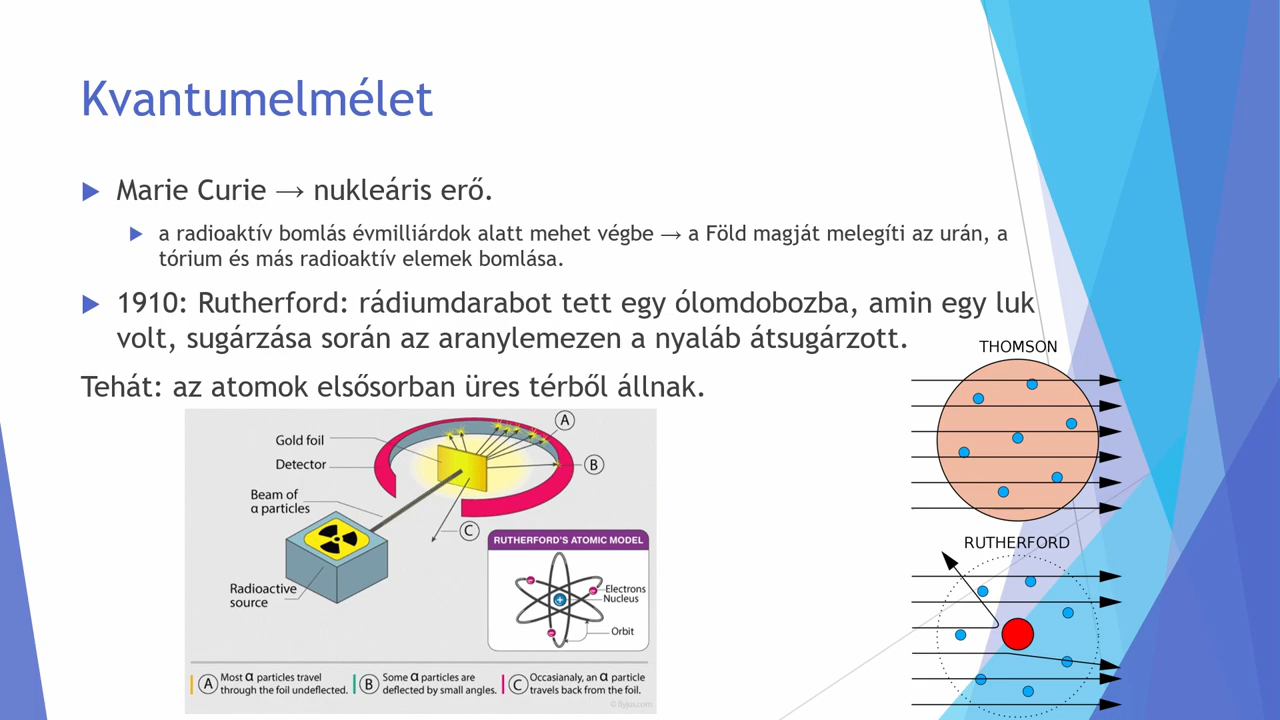 Kvantumelmélet
Marie Curie → nukleáris erő.
a radioaktív bomlás évmilliárdok alatt mehet végbe → a Föld magját melegíti az urán, a
tórium és más radioaktív elemek bomlása.
1910: Rutherford: rádiumdarabot tett egy ólomdobozba, amin egy luk
volt, sugárzása során az aranylemezen a nyaláb átsugárzott.
Tehát: az atomok elsősorban üres térből állnak.
Gold foil
Detector
Beam of
α particles
Radioactive
source
A
B
C
RUTHERFORD'S ATOMIC MODEL
e
e
e
+
Electrons
Nucleus
Orbit
A Most α particles travel
through the foil undeflected.
B Some α particles are
deflected by small angles.
C Occasianaly, an α particle
travels back from the foil.
© Byjus.com
THOMSON
RUTHERFORD